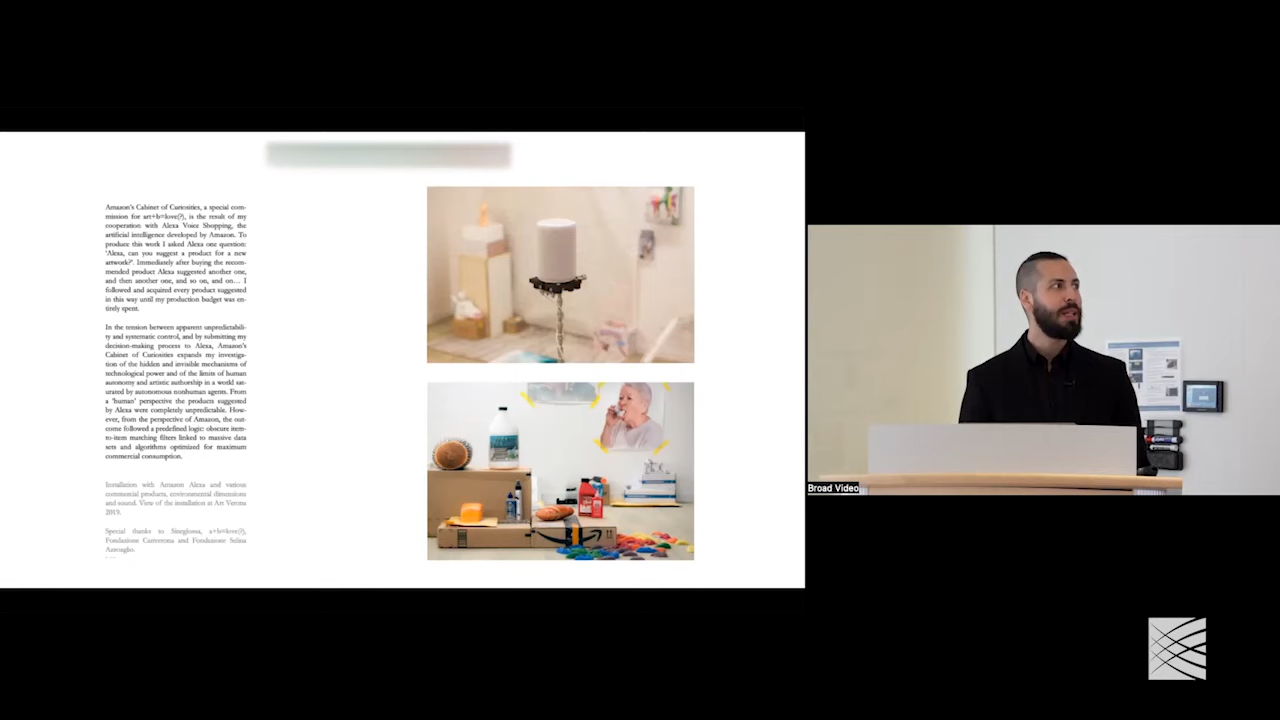 Amazon's Cabinet of Curiosities, a special com-
mission for art+b=love(?), is the result of my
cooperation with Alexa Voice Shopping, the
artificial intelligence developed by Amazon. To
produce this work I asked Alexa one question:
'Alexa, can you suggest a product for a new
artwork?'. Immediately after buying the recom-
mended product Alexa suggested another one,
and then another one, and so on, and on… I
followed and acquired every product suggested
in this way until my production budget was en-
tirely spent.
In the tension between apparent unpredictabili-
ty and systematic control, and by submitting my
decision-making process to Alexa, Amazon's
Cabinet of Curiosities expands my investiga-
tion of the hidden and invisible mechanisms of
technological power and of the limits of human
autonomy and artistic authorship in a world sat-
urated by autonomous nonhuman agents. From
a 'human' perspective the products suggested
by Alexa were completely unpredictable. How-
ever, from the perspective of Amazon, the out-
come followed a predefined logic: obscure item-
to-item matching filters linked to massive data
sets and algorithms optimized for maximum
commercial consumption.
Installation with Amazon Alexa and various
commercial products, environmental dimensions
and sound. View of the installation at Art Verona
2019.
Special thanks to Sineglossa, a+b=love(?),
Fondazione Cariverona and Fondazione
Broad Video